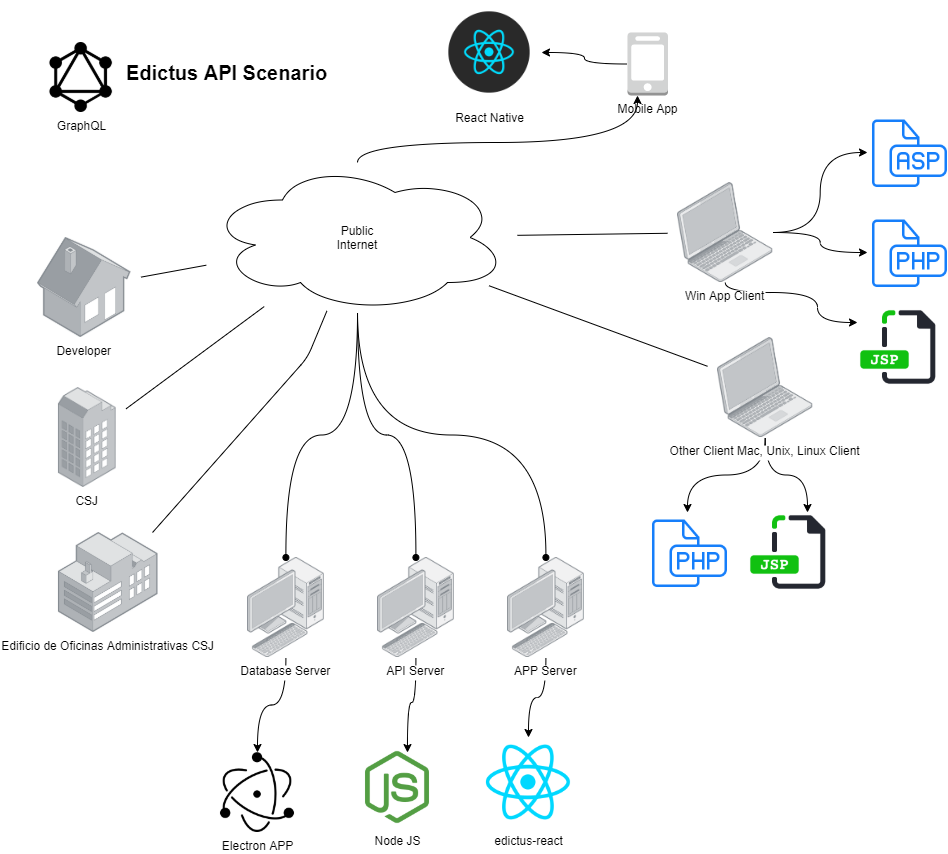 Edictus API Scenario
GraphQL
React Native
Mobile App
Public
Internet
ASP
PHP
Win App Client
JSP
Developer
CSJ
Other Client Mac, Unix, Linux Client
PHP
JSP
Edificio de Oficinas Administrativas CSJ
Database Server
API Server
APP Server
JS
Electron APP
Node JS
edictus-react